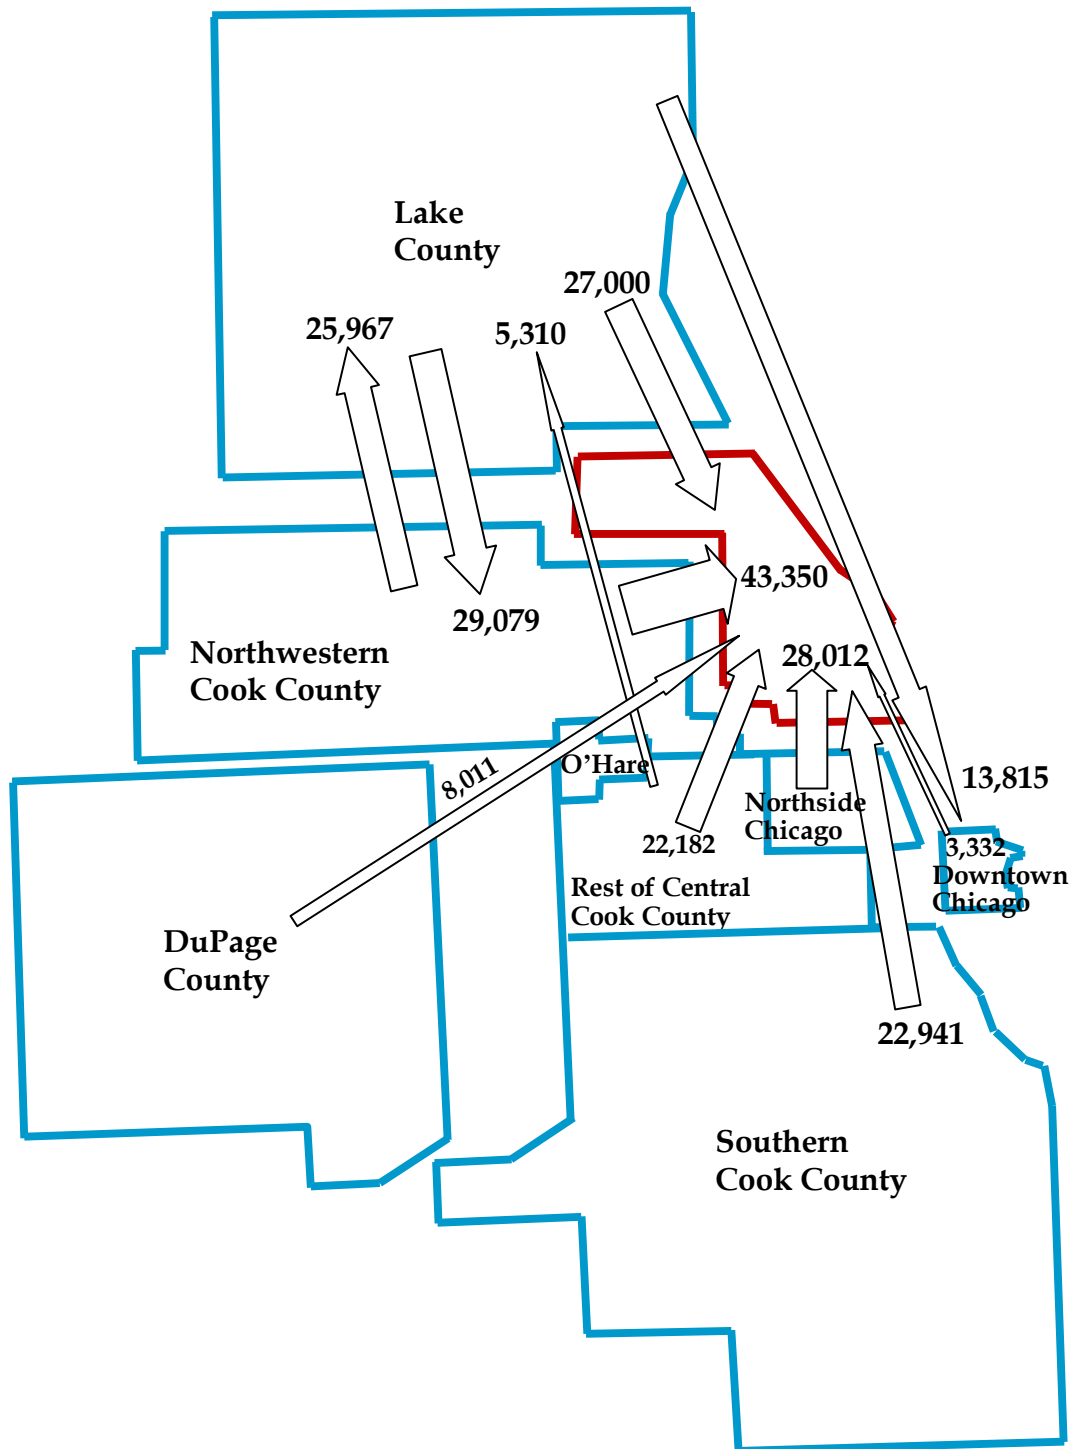 Lake
County
27,000
25,967
5,310
43,350
29,079
Northwestern
Cook County
28,012
O'Hare
8,011
13,815
Northside
Chicago
22,182
3,332
Downtown
Chicago
Rest of Central
Cook County
DuPage
County
22,941
Southern
Cook County